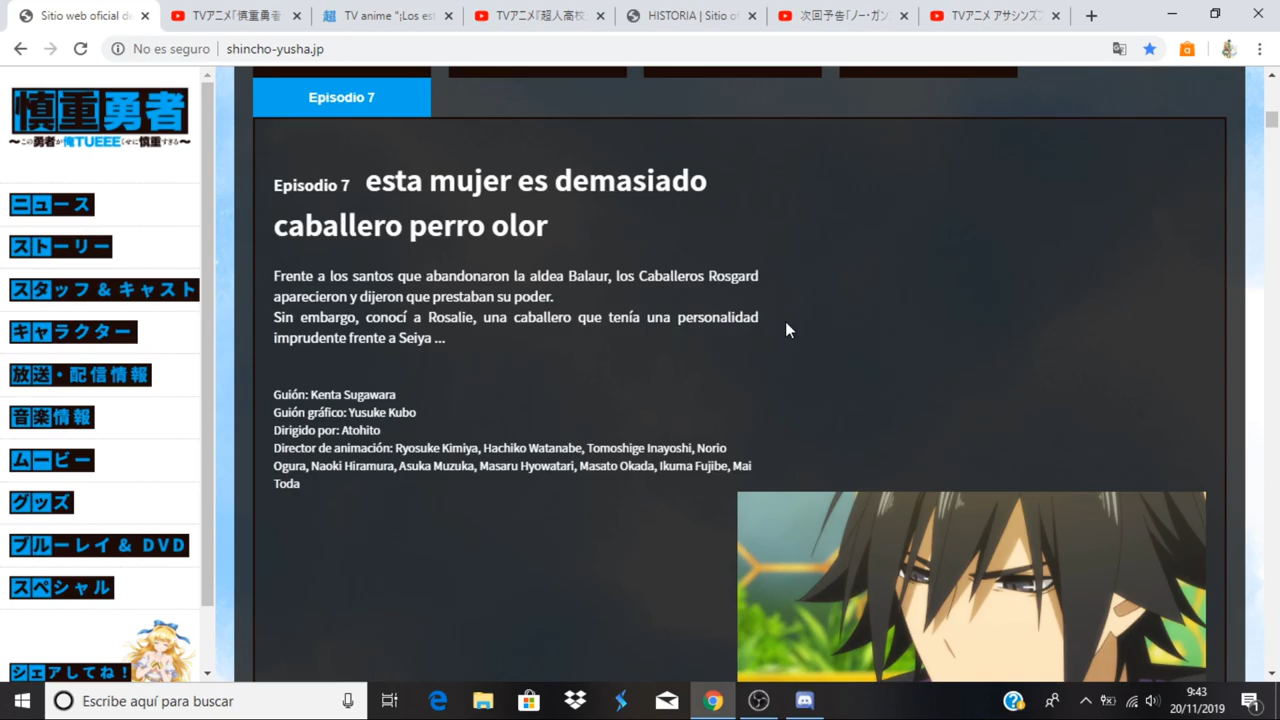 Sitio web oficial de
TVアニメ「慎重勇者
TV anime "¡Los es
TVアニメ『超人高校
HISTORIA | Sitio o
次回予告「ノー・ガン
TVアニメ アサシンズ
No es seguro
shincho-yusha.jp
慎重勇者
〜この勇者が俺TUEEEくせに慎重すぎる〜
ニュース
ストーリー
スタッフ & キャスト
キャラクター
放送・配信情報
音楽情報
ムービー
グッズ
ブルーレイ & DVD
スペシャル
シェアしてね!
Episodio 7
Episodio 7 esta mujer es demasiado
caballero perro olor
Frente a los santos que abandonaron la aldea Balaur, los Caballeros Rosgard
aparecieron y dijeron que prestaban su poder.
Sin embargo, conocí a Rosalie, una caballero que tenía una personalidad
imprudente frente a Seiya ...
Guión: Kenta Sugawara
Guión gráfico: Yusuke Kubo
Dirigido por: Atohito
Director de animación: Ryosuke Kimiya, Hachiko Watanabe, Tomoshige Inayoshi, Norio
Ogura, Naoki Hiramura, Asuka Muzuka, Masaru Hyowatari, Masato Okada, Ikuma Fujibe, Mai
Toda
Escribe aquí para buscar
9:43
20/11/2019